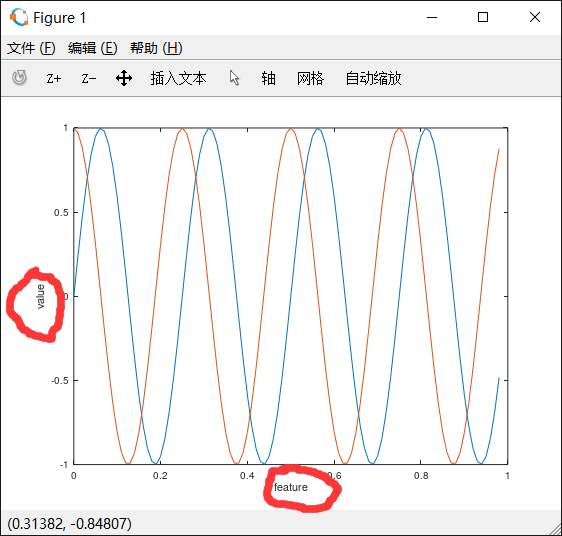 Figure 1
文件 (F) 编辑 (E) 帮助 (H)
Z+ Z− 插入文本 轴 网格 自动缩放
1
0.5
value
0
-0.5
-1
0 0.2 0.4 0.6 0.8 1
feature
(0.31382, -0.84807)